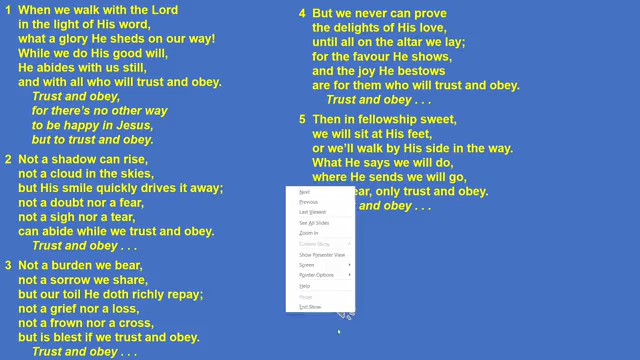 1 When we walk with the Lord
in the light of His word,
what a glory He sheds on our way!
While we do His good will,
He abides with us still,
and with all who will trust and obey.
Trust and obey,
for there's no other way
to be happy in Jesus,
but to trust and obey.
2 Not a shadow can rise,
not a cloud in the skies,
but His smile quickly drives it away;
not a doubt nor a fear,
not a sigh nor a tear,
can abide while we trust and obey.
Trust and obey . . .
3 Not a burden we bear,
not a sorrow we share,
but our toil He doth richly repay;
not a grief nor a loss,
not a frown nor a cross,
but is blest if we trust and obey.
Trust and obey . . .
4 But we never can prove
the delights of His love,
until all on the altar we lay;
for the favour He shows,
and the joy He bestows
are for them who will trust and obey.
Trust and obey . . .
5 Then in fellowship sweet,
we will sit at His feet,
or we'll walk by His side in the way.
What He says we will do,
where He sends we will go,
ear, only trust and obey.
and obey . . .
Next
Previous
Last Viewed
See All Slides
Zoom In
Custom Show
Show Presenter View
Screen
Pointer Options
Help
Pause
End Show